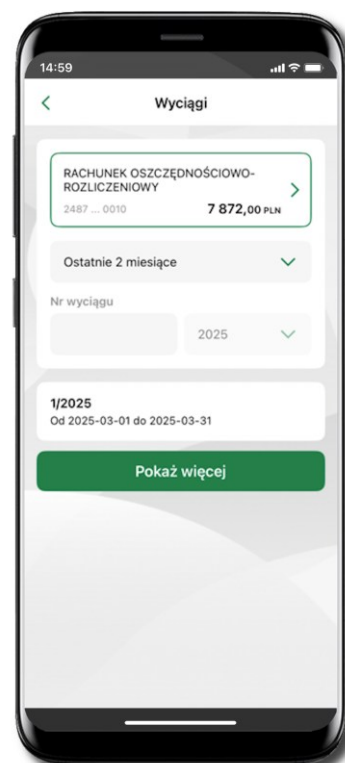 14:59
Wyciągi
RACHUNEK OSZCZĘDNOŚCIOWO-
ROZLICZENIOWY
2487 ... 0010 7 872,00 PLN
Ostatnie 2 miesiące
Nr wyciągu
2025
1/2025
Od 2025-03-01 do 2025-03-31
Pokaż więcej